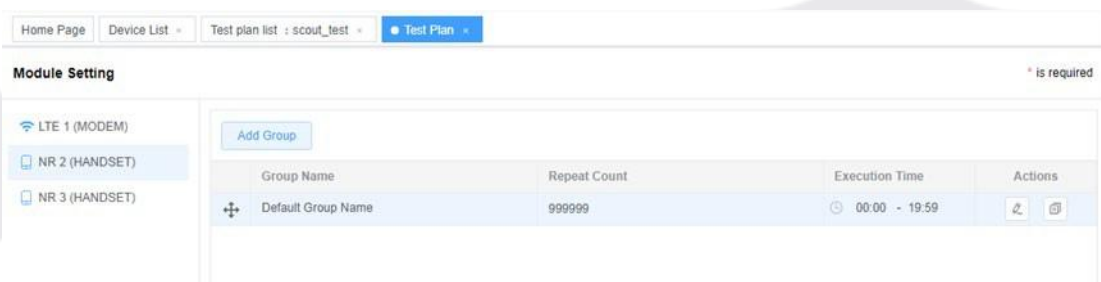 Home Page Device List × Test plan list : scout_test × Test Plan ×
Module Setting * is required
LTE 1 (MODEM)
NR 2 (HANDSET)
NR 3 (HANDSET)
Add Group
Group Name Repeat Count Execution Time Actions
Default Group Name 999999 00:00 - 19:59